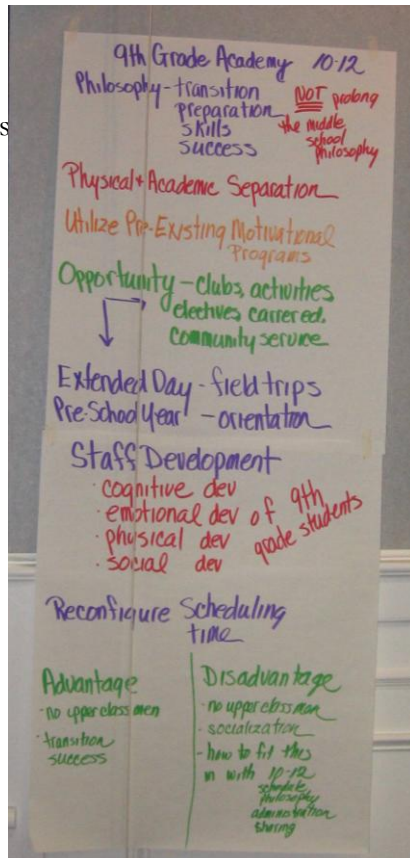 s
9th Grade Academy 10-12
Philosophy - transition
preparation
skills
success
NOT prolong
the middle
school
philosophy
Physical + Academic Separation
Utilize Pre-Existing Motivational
Programs
Opportunity - clubs, activities
electives carrered.
community service
Extended Day - field trips
Pre-School Year - orientation
Staff Development
· cognitive dev
· emotional dev of 9th
· physical dev grade students
· social dev
Reconfigure Scheduling
time
Advantage
- no upperclassmen
- transition
success
Disadvantage
- no upperclassmen
- socialization
- how to fit this
in with 10-12
schedule
philosophy
administration
sharing